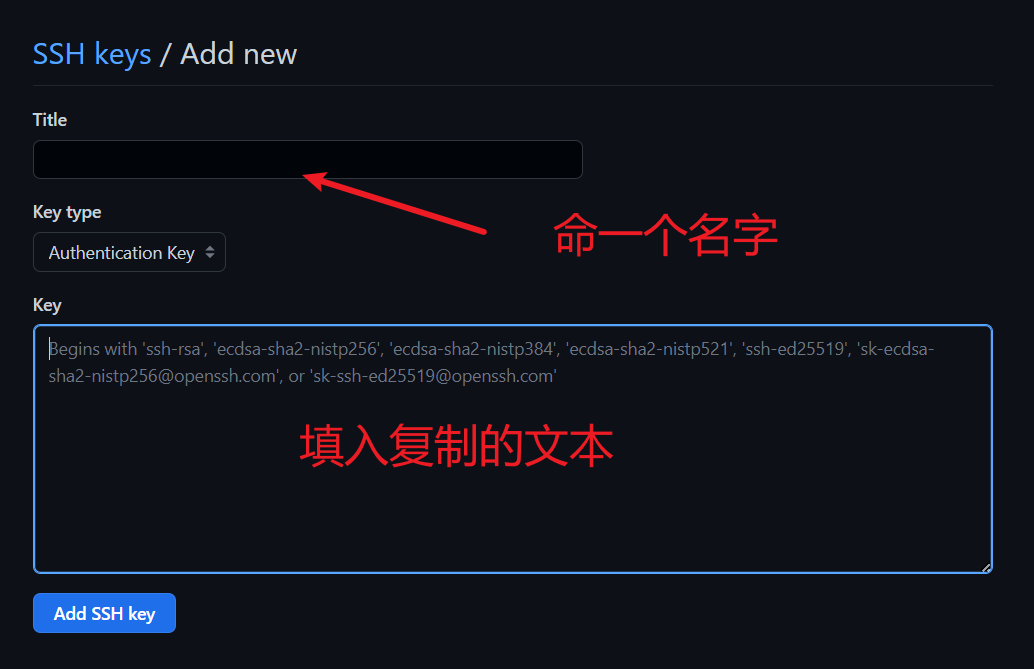 SSH keys / Add new
Title
命一个名字
Key type
Authentication Key
Key
Begins with 'ssh-rsa', 'ecdsa-sha2-nistp256', 'ecdsa-sha2-nistp384', 'ecdsa-sha2-nistp521', 'ssh-ed25519', 'sk-ecdsa-
sha2-nistp256@openssh.com', or 'sk-ssh-ed25519@openssh.com'
填入复制的文本
Add SSH key